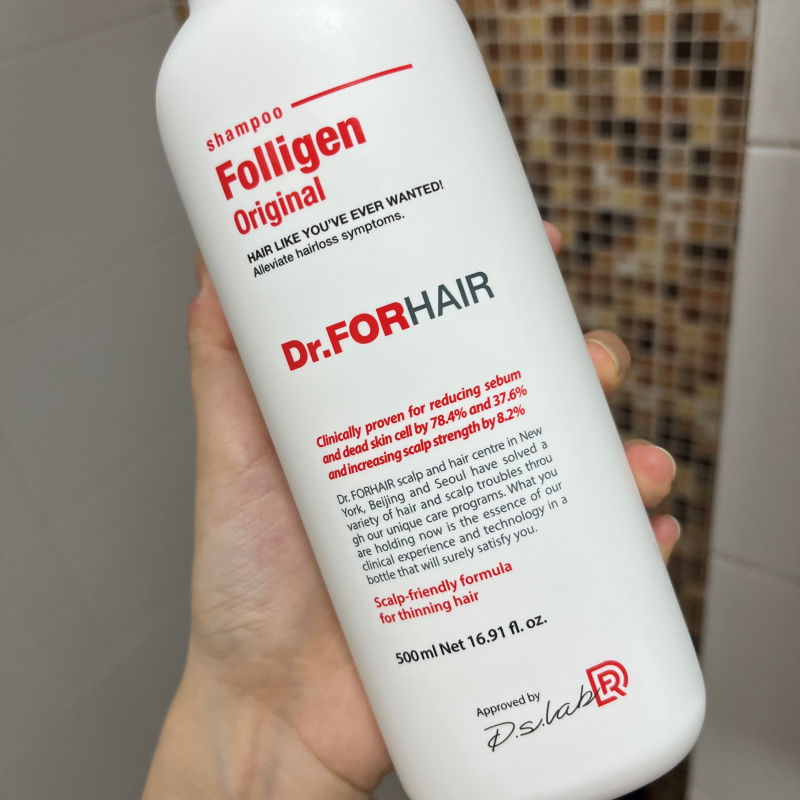 shampoo
Folligen
Original
HAIR LIKE YOU'VE EVER WANTED!
Alleviate hairloss symptoms.
Dr.FORHAIR
Clinically proven for reducing sebum
and dead skin cell by 78.4% and 37.6%
and increasing scalp strength by 8.2%
Dr.FORHAIR scalp and hair centre in New
York, Beijing and Seoul have solved a
variety of hair and scalp troubles throu
gh our unique care programs. What you
are holding now is the essence of our
clinical experience and technology in a
bottle that will surely satisfy you.
Scalp-friendly formula
for thinning hair
500ml Net 16.91 fl. oz.
Approved by
D.s.lab